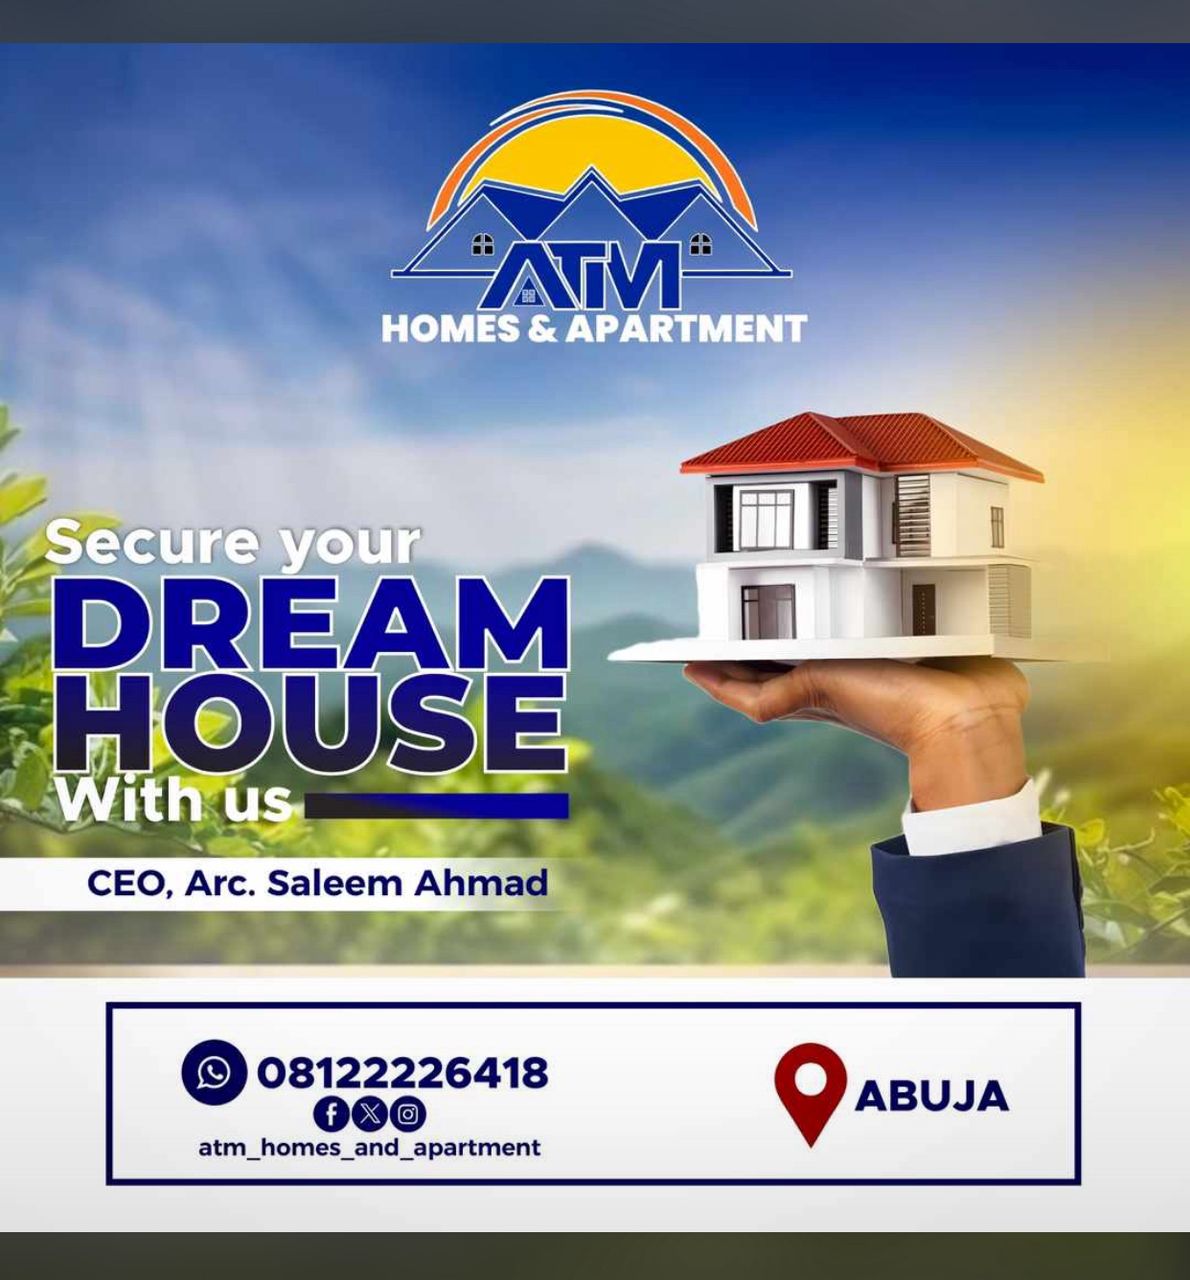 ATM
HOMES & APARTMENT
Secure your
DREAM
HOUSE
With us
CEO, Arc. Saleem Ahmad
08122226418
atm_homes_and_apartment
ABUJA